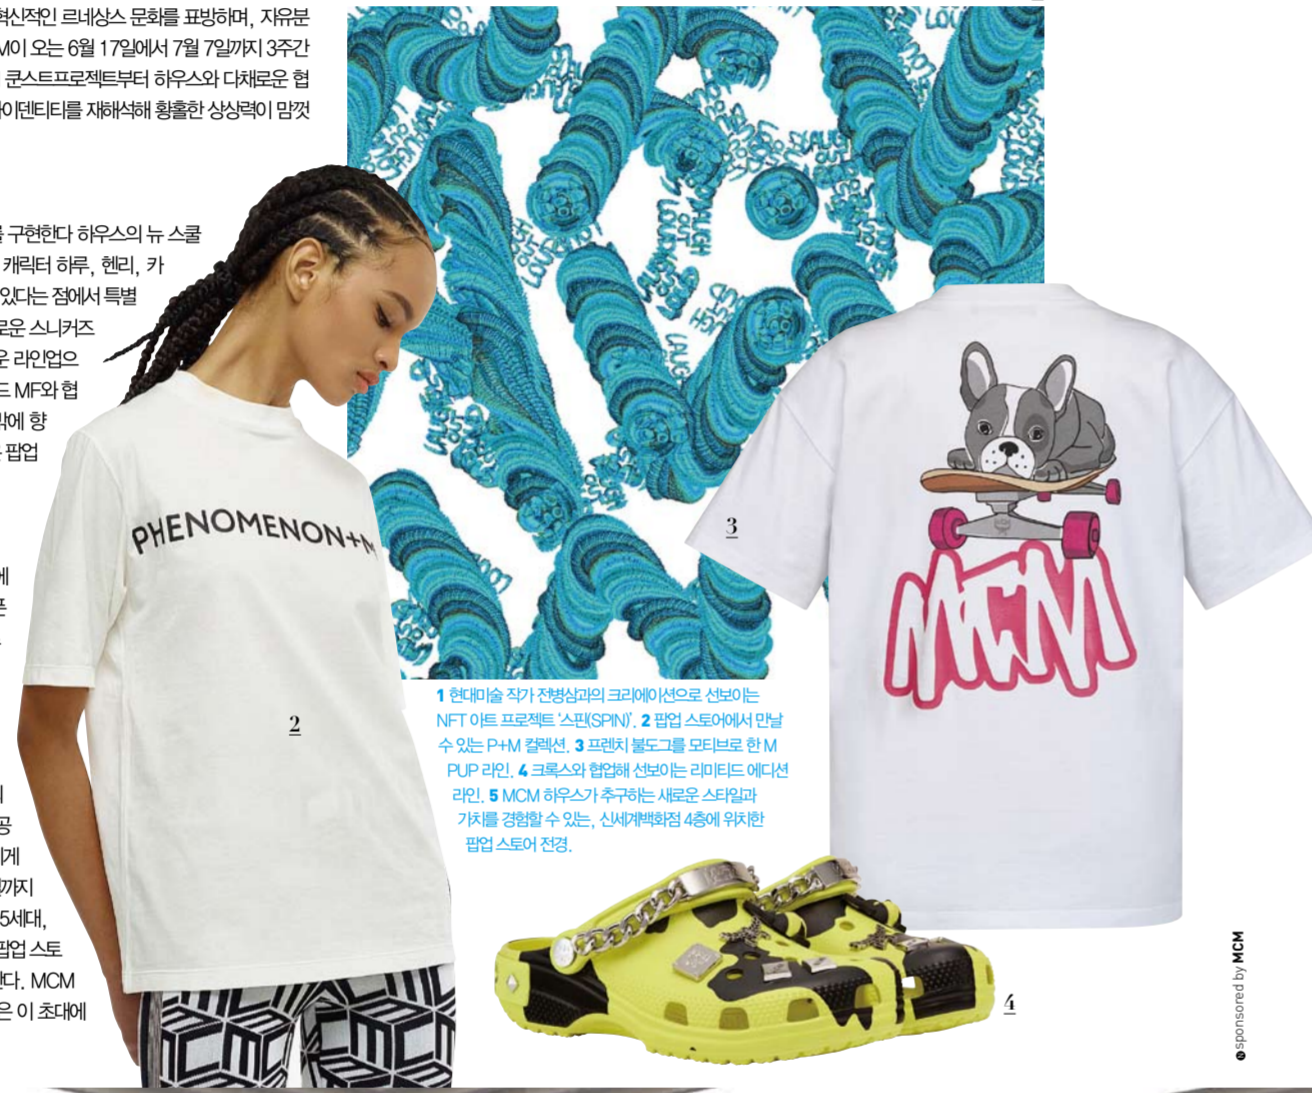 혁신적인 르네상스 문화를 표방하며, 자유분
M이 오는 6월 17일에서 7월 7일까지 3주간
쿤스트프로젝트부터 하우스와 다채로운 협
아이덴티티를 재해석해 황홀한 상상력이 맘껏
를 구현한다 하우스의 뉴 스쿨
캐릭터 하루, 헨리, 카
있다는 점에서 특별
로운 스니커즈
운 라인업으
드 MF와 협
밖에 향
팝업
에
공
게
까지
5세대,
팝업 스토
한다. MCM
은 이 초대에
PHENOMENON+M
2
3
MCM
1 현대미술 작가 전병삼과의 크리에이션으로 선보이는
NFT 아트 프로젝트 ‘스핀(SPIN)’. 2 팝업 스토어에서 만날
수 있는 P+M 컬렉션. 3 프렌치 불도그를 모티브로 한 M
PUP 라인. 4 크록스와 협업해 선보이는 리미티드 에디션
라인. 5 MCM 하우스가 추구하는 새로운 스타일과
가치를 경험할 수 있는, 신세계백화점 4층에 위치한
팝업 스토어 전경.
4
sponsored by MCM